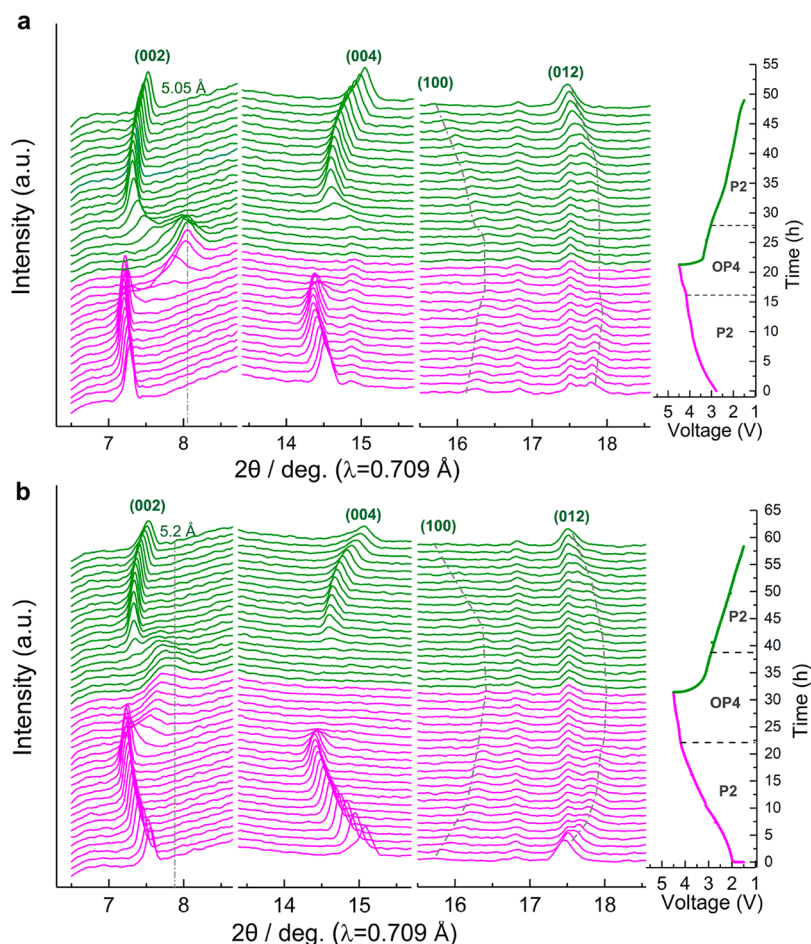 a
(002)
(004)
(100)
(012)
5.05 Å
Intensity (a.u.)
7 8 14 15 16 17 18
2θ / deg. (λ=0.709 Å)
P2
OP4
P2
55
50
45
40
35
30
25
20
15
10
5
0
Time (h)
5 4 3 2 1
Voltage (V)
b
(002)
(004)
(100)
(012)
5.2 Å
Intensity (a.u.)
7 8 14 15 16 17 18
2θ / deg. (λ=0.709 Å)
P2
OP4
P2
65
60
55
50
45
40
35
30
25
20
15
10
5
0
Time (h)
5 4 3 2 1
Voltage (V)